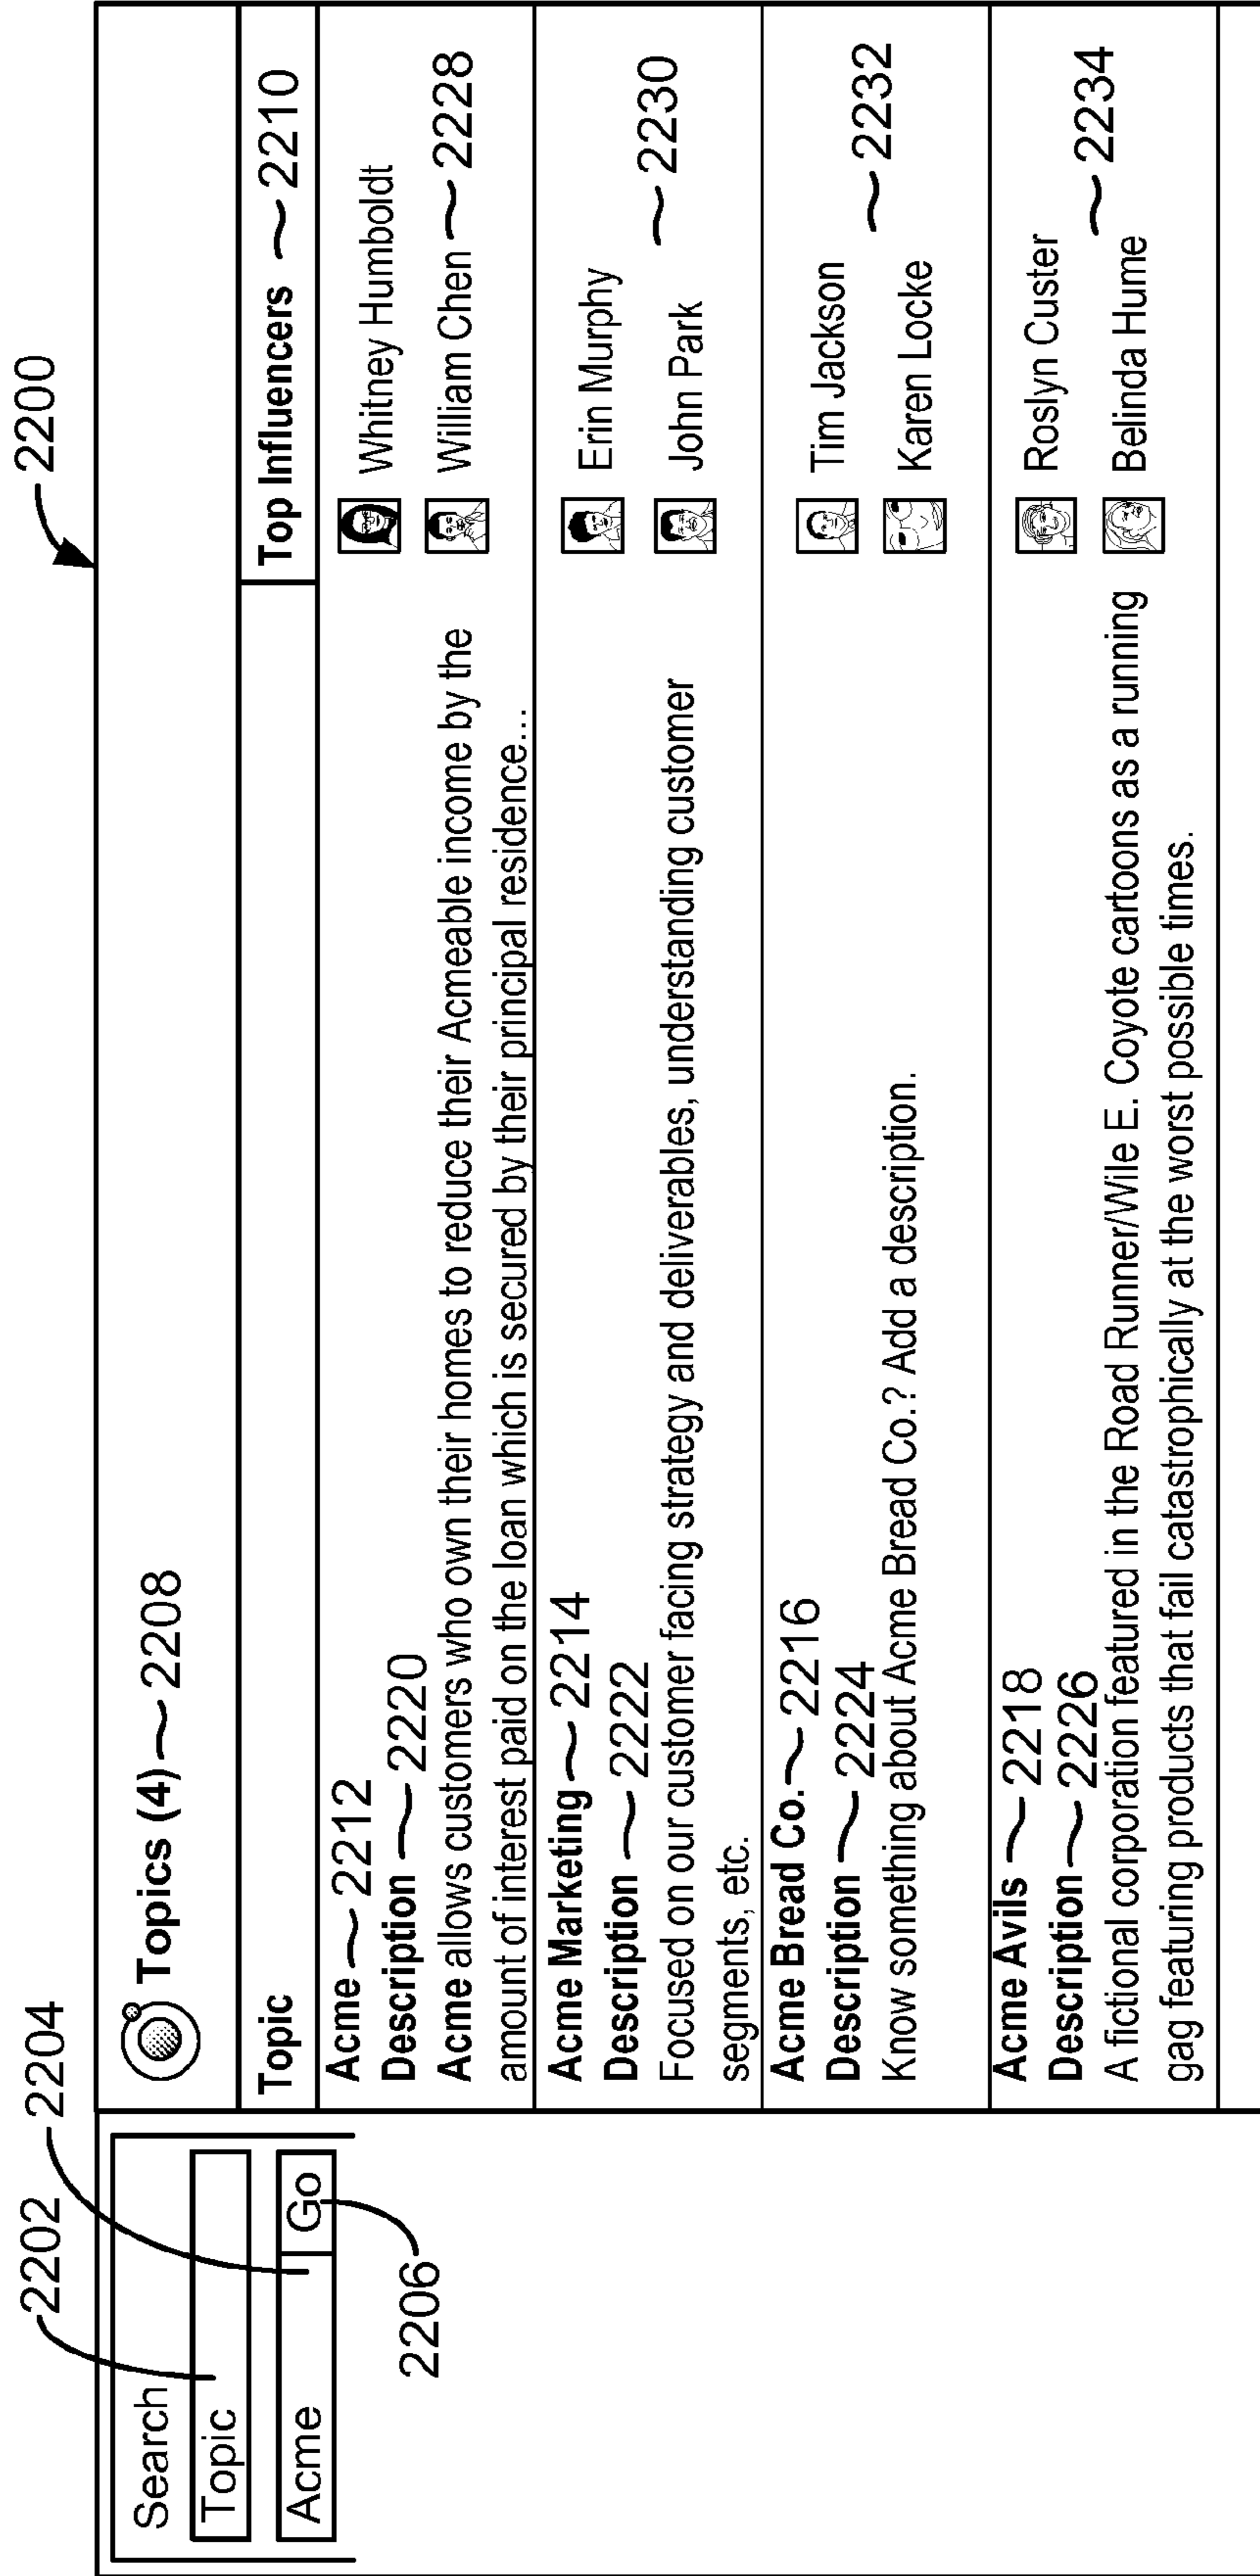 2200
2202
2204
Search
Topic
Acme
Go
2206
Topics (4) 2208
Topic
Top Influencers 2210
Acme 2212
Description 2220
Acme allows customers who own their homes to reduce their Acmeable income by the
amount of interest paid on the loan which is secured by their principal residence...
Whitney Humboldt
William Chen 2228
Acme Marketing 2214
Description 2222
Focused on our customer facing strategy and deliverables, understanding customer
segments, etc.
Erin Murphy
John Park
2230
Acme Bread Co. 2216
Description 2224
Know something about Acme Bread Co.? Add a description.
Tim Jackson
Karen Locke
2232
Acme Avils 2218
Description 2226
A fictional corporation featured in the Road Runner/Wile E. Coyote cartoons as a running
gag featuring products that fail catastrophically at the worst possible times.
Roslyn Custer
Belinda Hume
2234